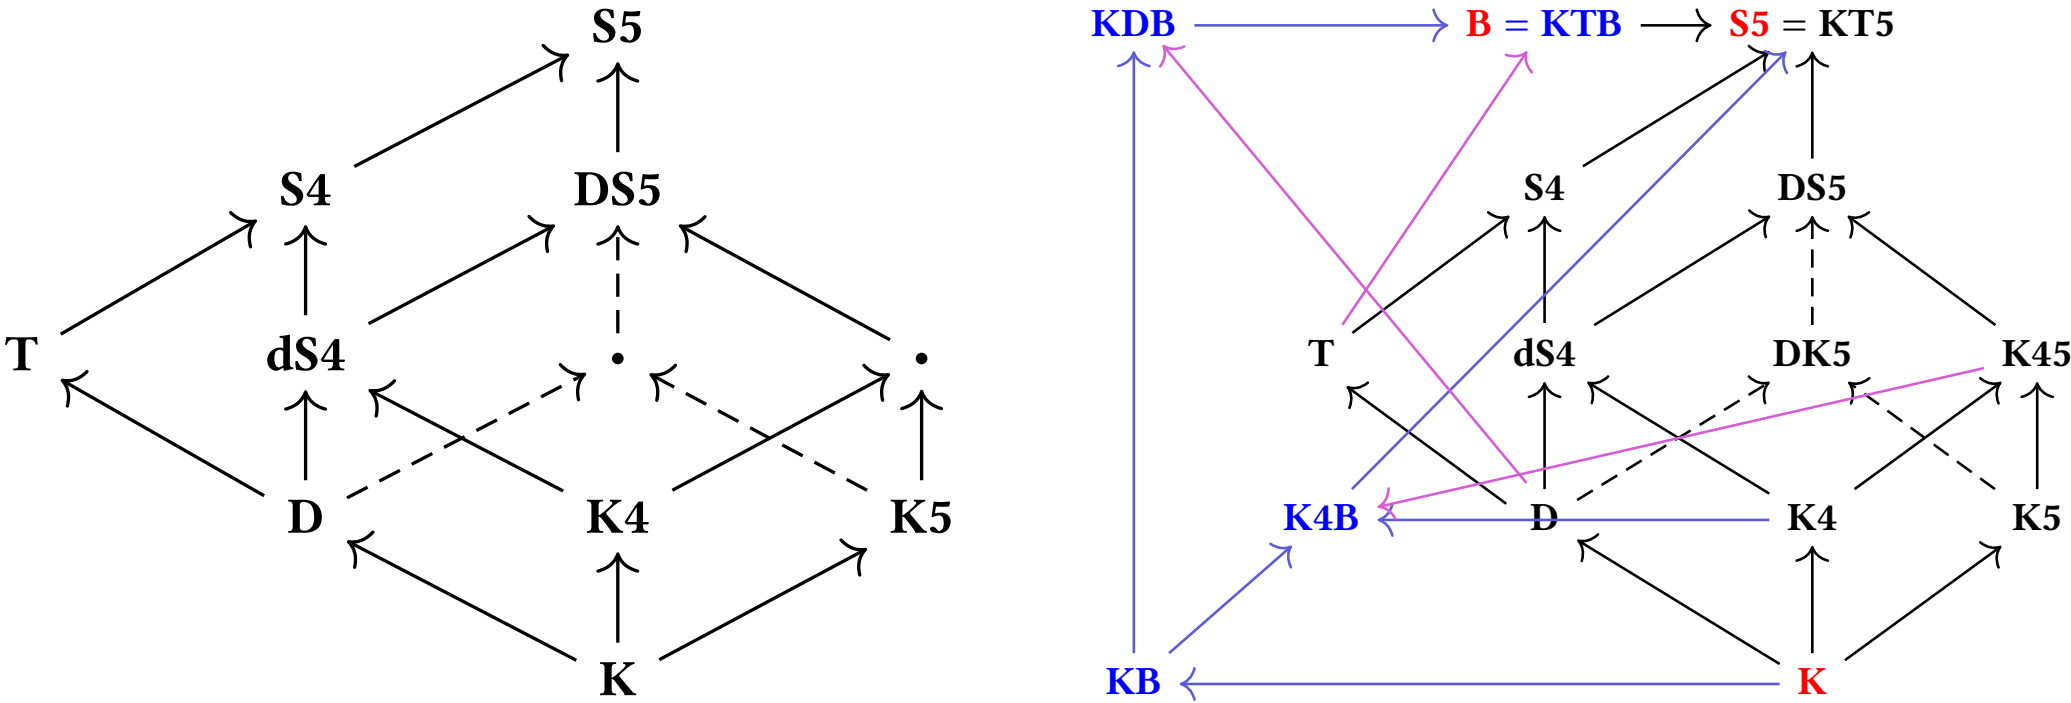 S5
S4 DS5
T dS4
D K4 K5
K
KDB B = KTB S5 = KT5
S4 DS5
T dS4 DK5 K45
K4B D K4 K5
KB K